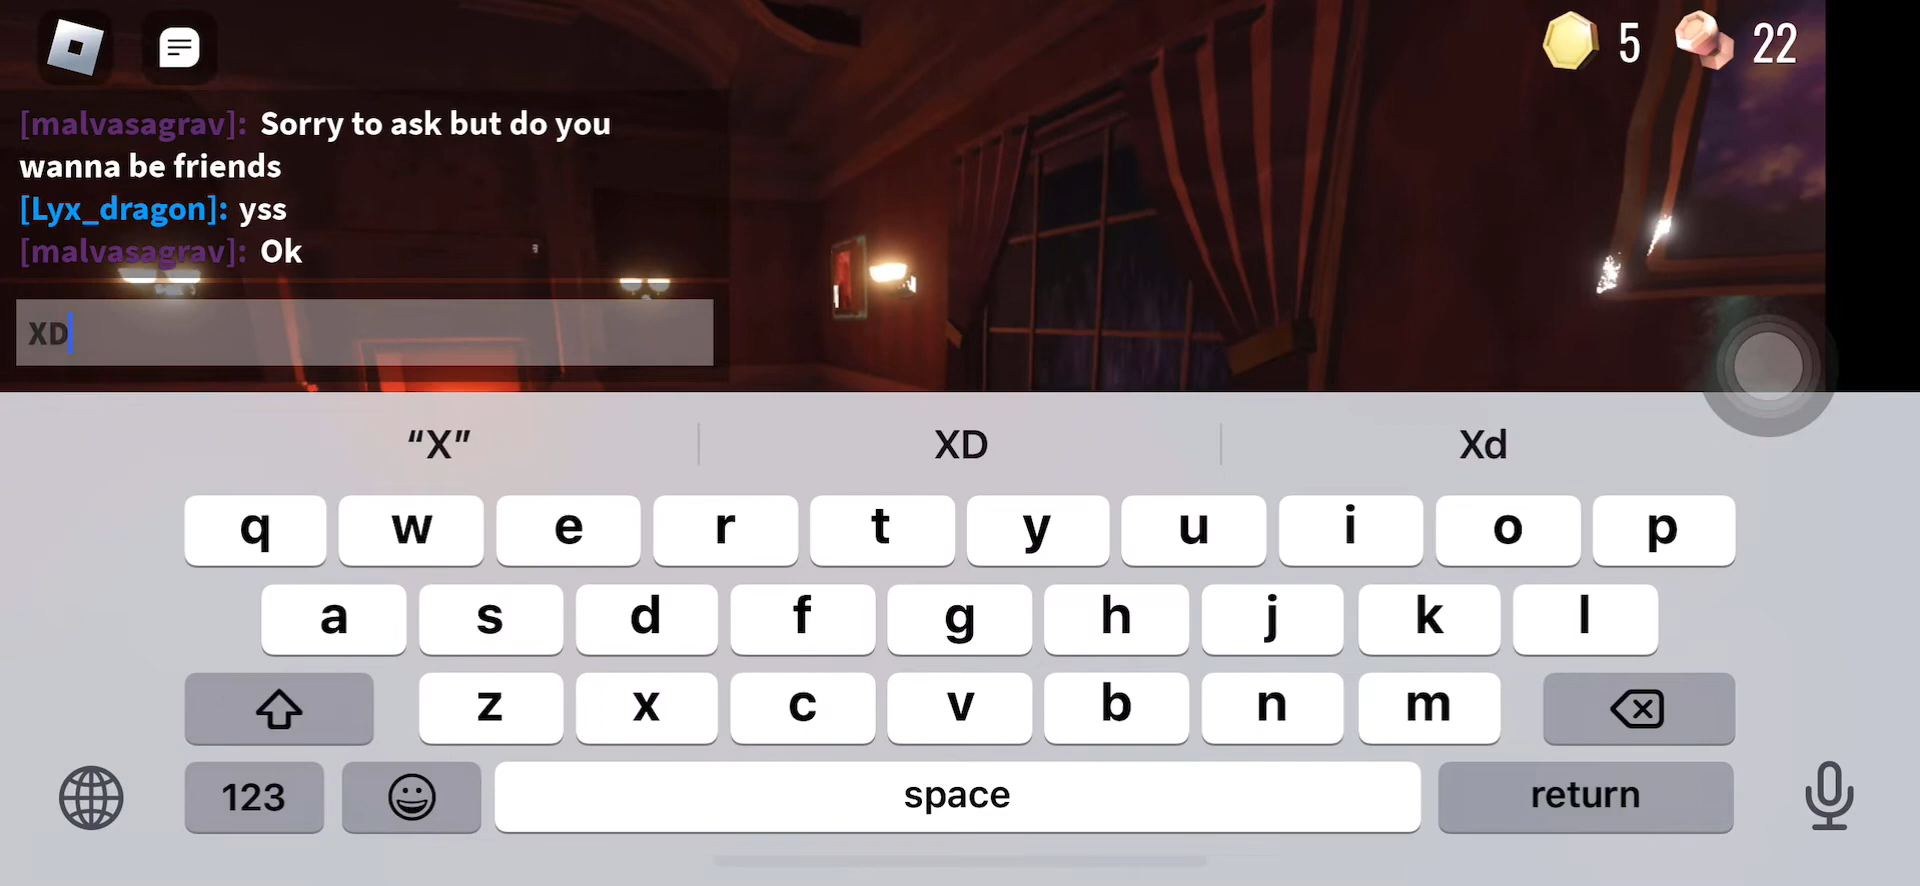 5 22
[malvasagrav]: Sorry to ask but do you
wanna be friends
[Lyx_dragon]: yss
[malvasagrav]: Ok
XD
“X” XD Xd
q w e r t y u i o p
a s d f g h j k l
z x c v b n m
123 space return